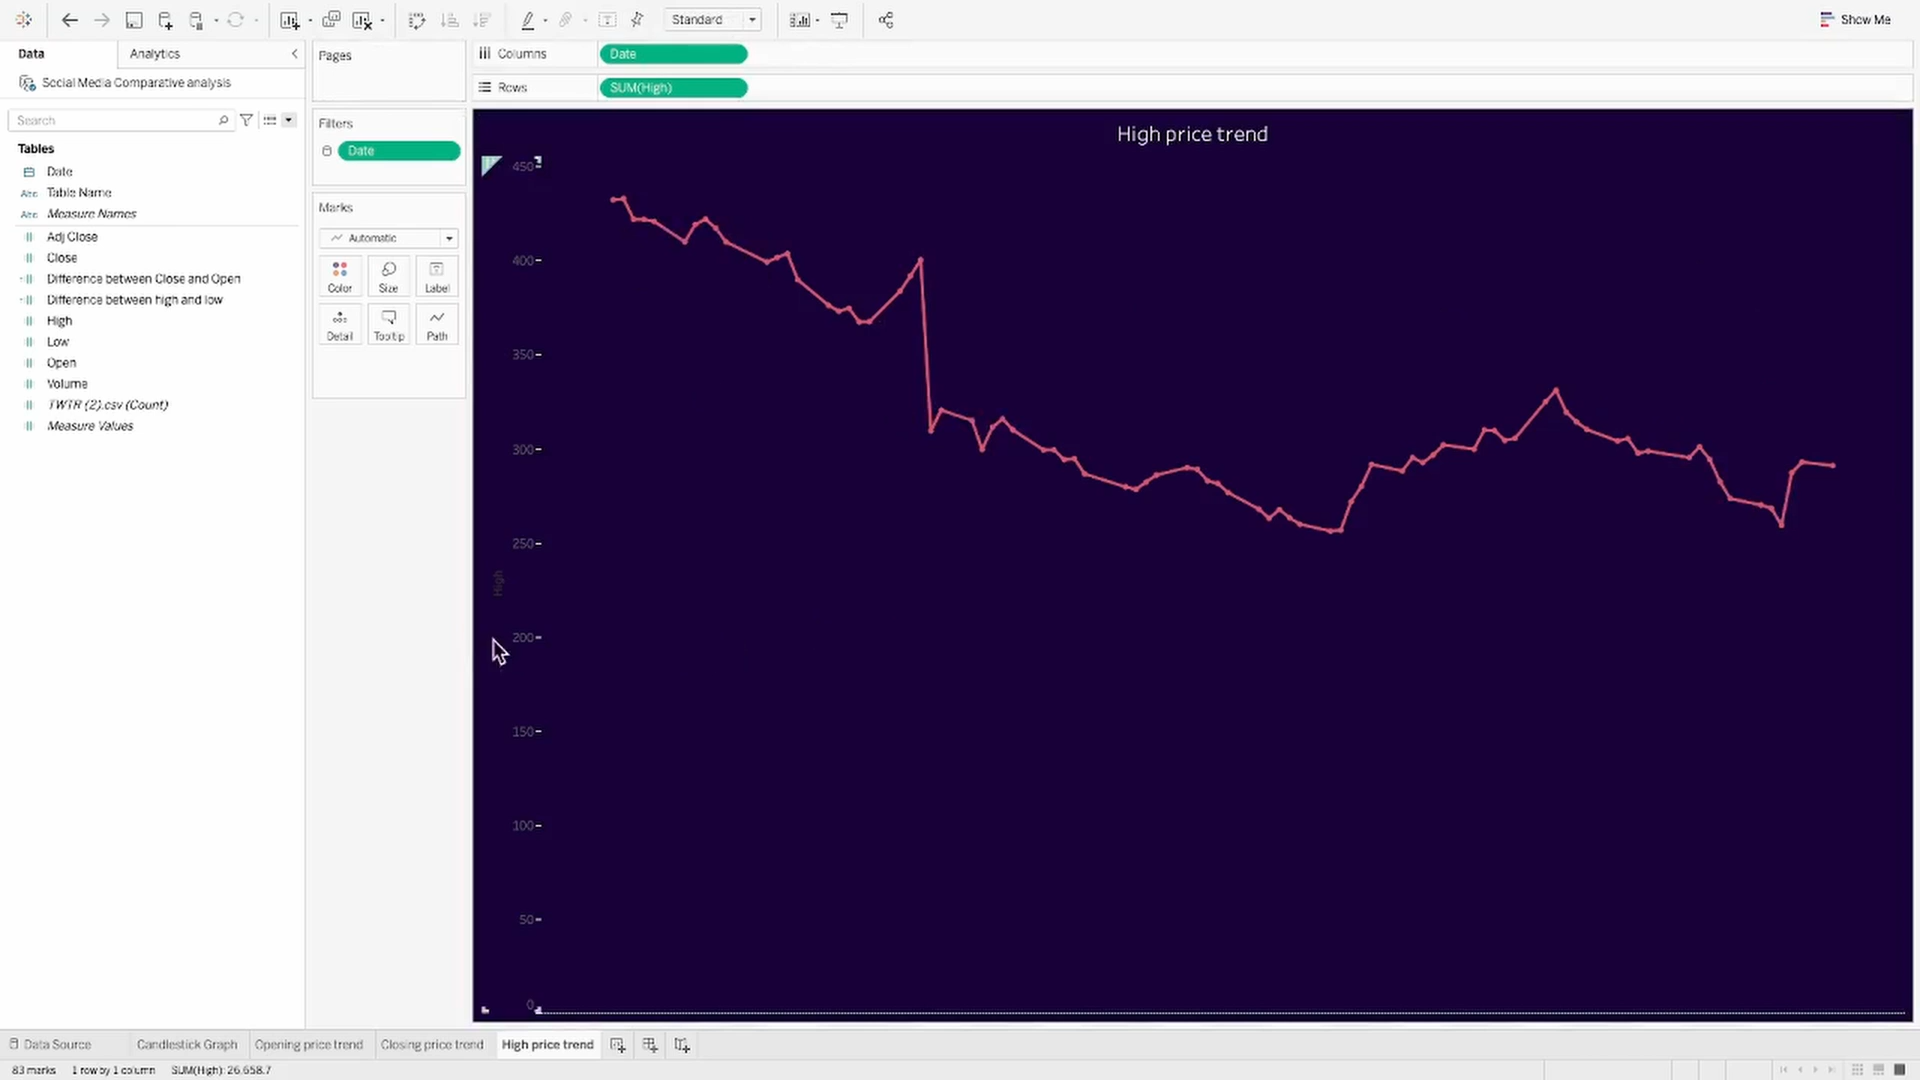 Standard
Show Me
Data
Analytics
Pages
Columns
Date
Social Media Comparative analysis
Rows
SUM(High)
Search
Filters
Date
Tables
Date
Abc Table Name
Abc Measure Names
Adj Close
Close
Difference between Close and Open
Difference between high and low
High
Low
Open
Volume
TWTR (2).csv (Count)
Measure Values
Marks
Automatic
Color
Size
Label
Detail
Tooltip
Path
High price trend
450
400
350
300
250
200
150
100
50
0
High
Data Source
Candlestick Graph
Opening price trend
Closing price trend
High price trend
83 marks
1 row by 1 column
SUM(High): 26,658.7